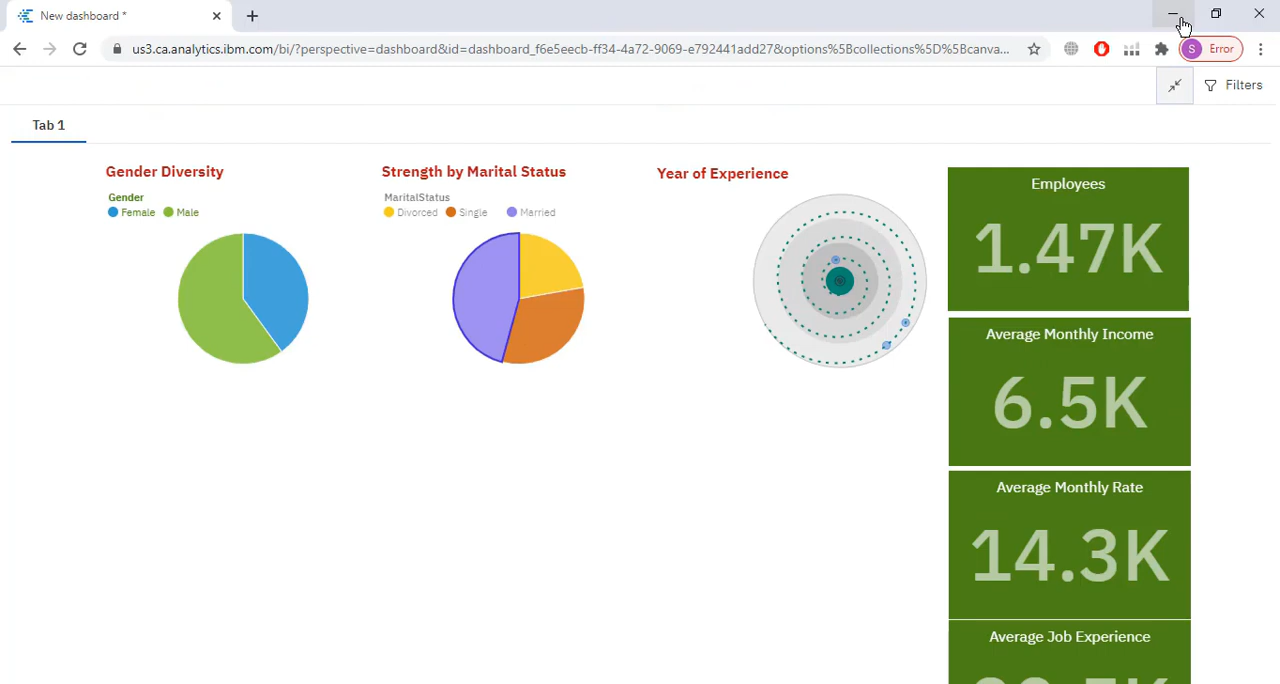 New dashboard *
us3.ca.analytics.ibm.com/bi/?perspective=dashboard&id=dashboard_f6e5eecb-ff34-4a72-9069-e792441add27&options%5Bcollections%5D%5Bcanva...
S Error
Filters
Tab 1
Gender Diversity
Gender
Female Male
Strength by Marital Status
MaritalStatus
Divorced Single Married
Year of Experience
Employees
1.47K
Average Monthly Income
6.5K
Average Monthly Rate
14.3K
Average Job Experience